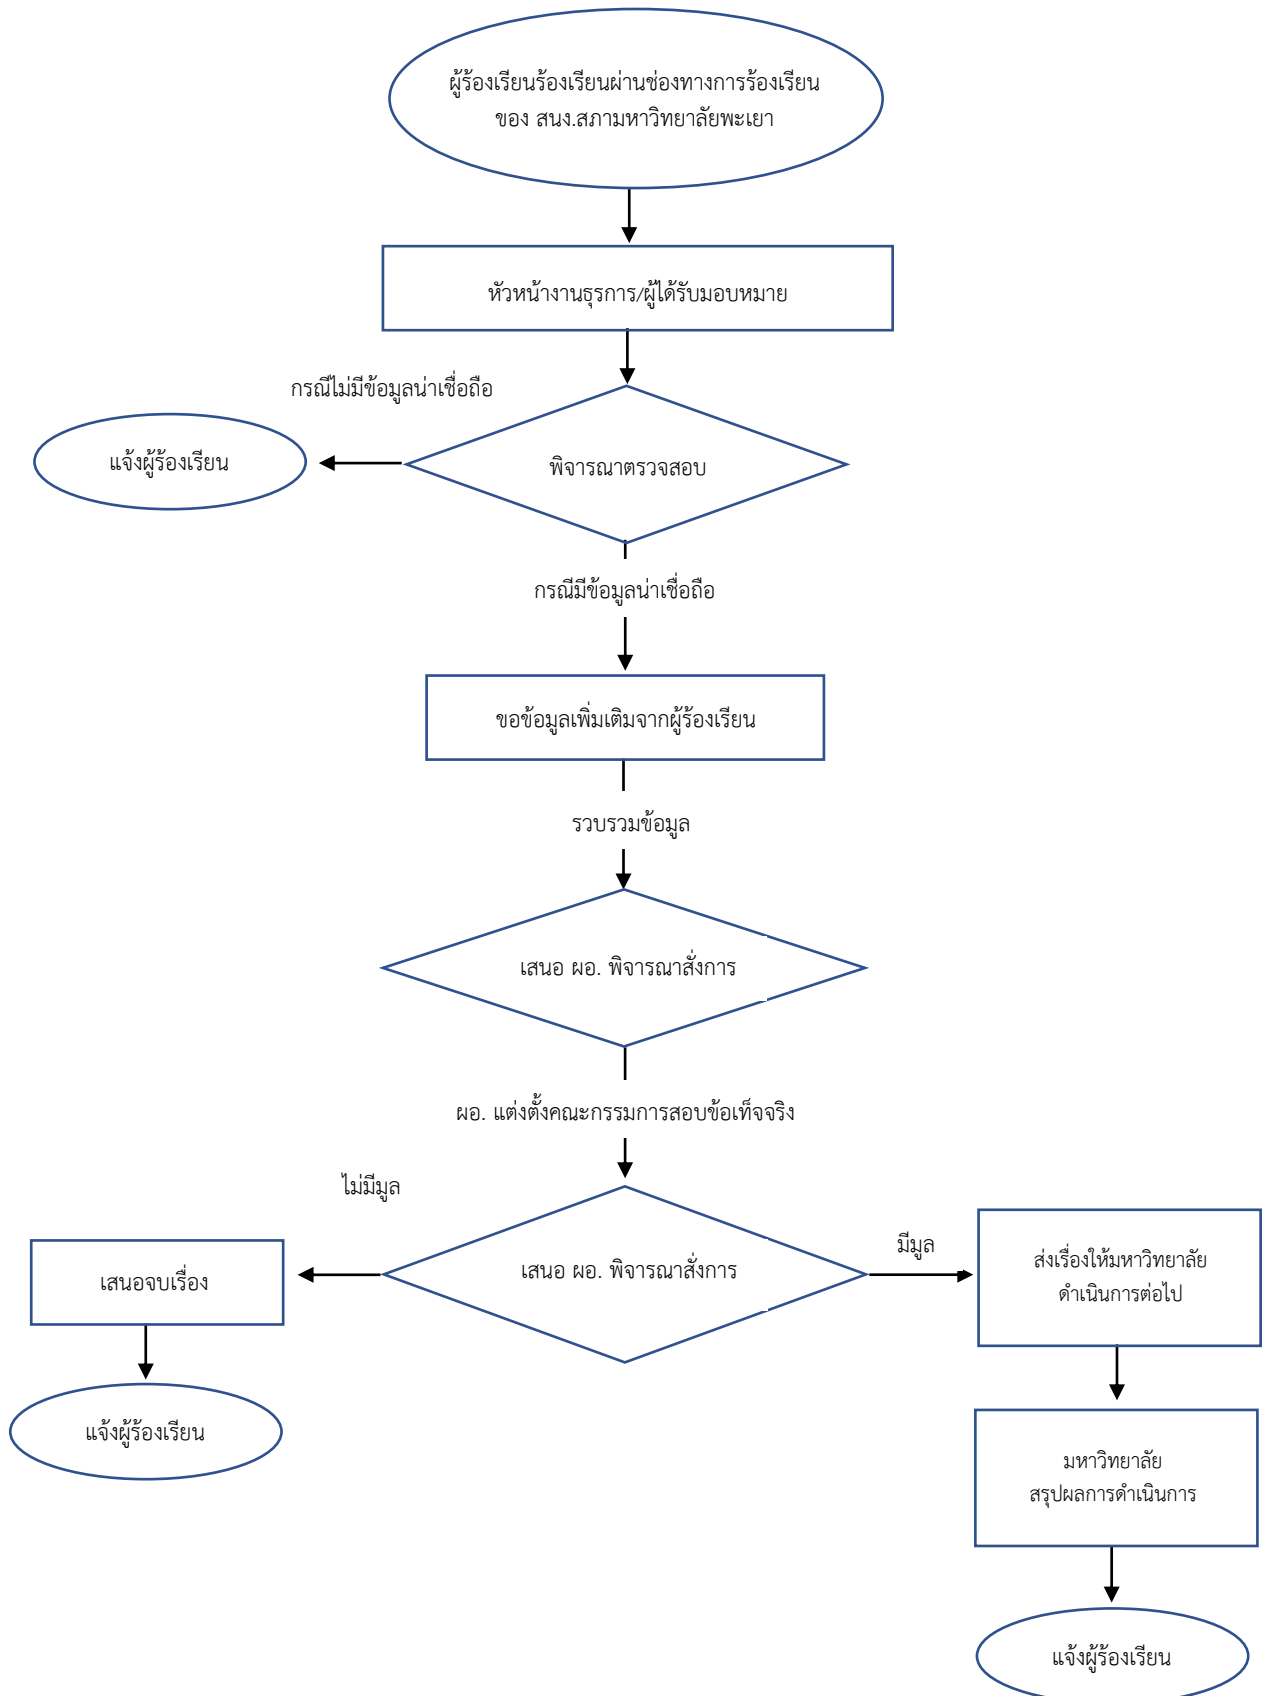 ผู้ร้องเรียนร้องเรียนผ่านช่องทางการร้องเรียน
ของ สนง.สภามหาวิทยาลัยพะเยา
หัวหน้างานธุรการ/ผู้ได้รับมอบหมาย
กรณีไม่มีข้อมูลน่าเชื่อถือ
แจ้งผู้ร้องเรียน
พิจารณาตรวจสอบ
กรณีมีข้อมูลน่าเชื่อถือ
ขอข้อมูลเพิ่มเติมจากผู้ร้องเรียน
รวบรวมข้อมูล
เสนอ ผอ. พิจารณาสั่งการ
ผอ. แต่งตั้งคณะกรรมการสอบข้อเท็จจริง
ไม่มีมูล
เสนอ ผอ. พิจารณาสั่งการ
มีมูล
เสนอจบเรื่อง
แจ้งผู้ร้องเรียน
ส่งเรื่องให้มหาวิทยาลัย
ดำเนินการต่อไป
มหาวิทยาลัย
สรุปผลการดำเนินการ
แจ้งผู้ร้องเรียน